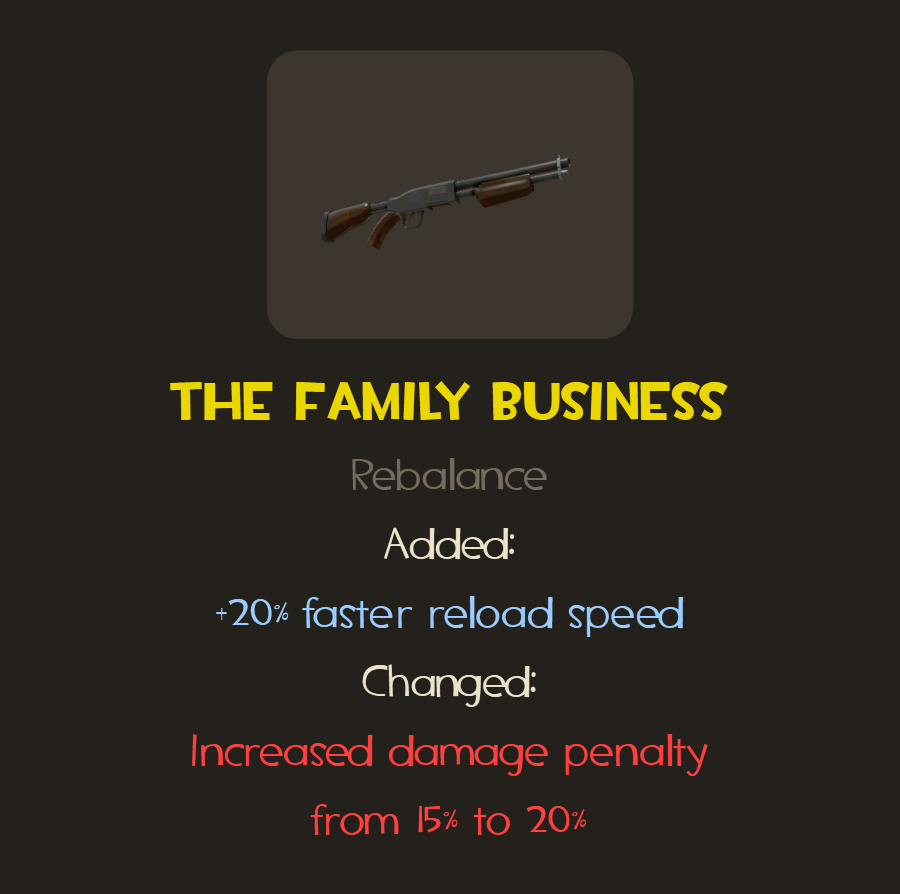 THE FAMILY BUSINESS
Rebalance
Added:
+20% faster reload speed
Changed:
Increased damage penalty
from 15% to 20%